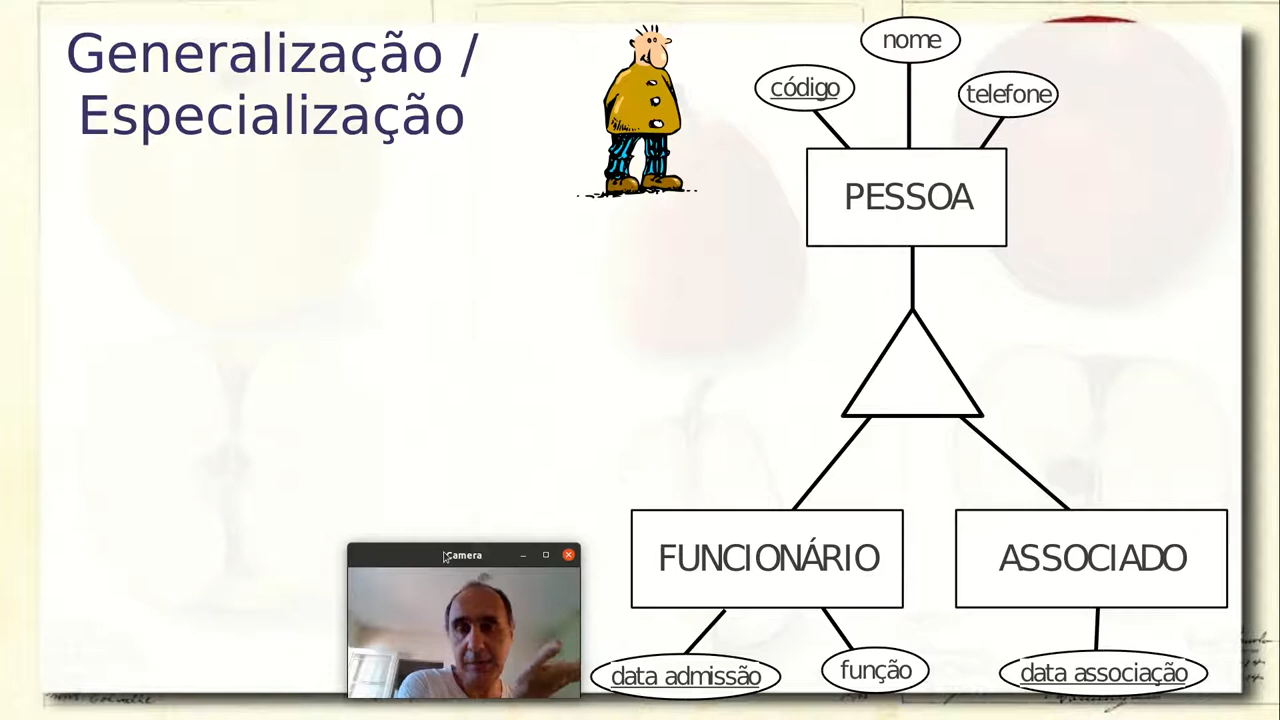 Generalização /
Especialização
nome
código
telefone
PESSOA
FUNCIONÁRIO
ASSOCIADO
Camera
data admissão
função
data associação